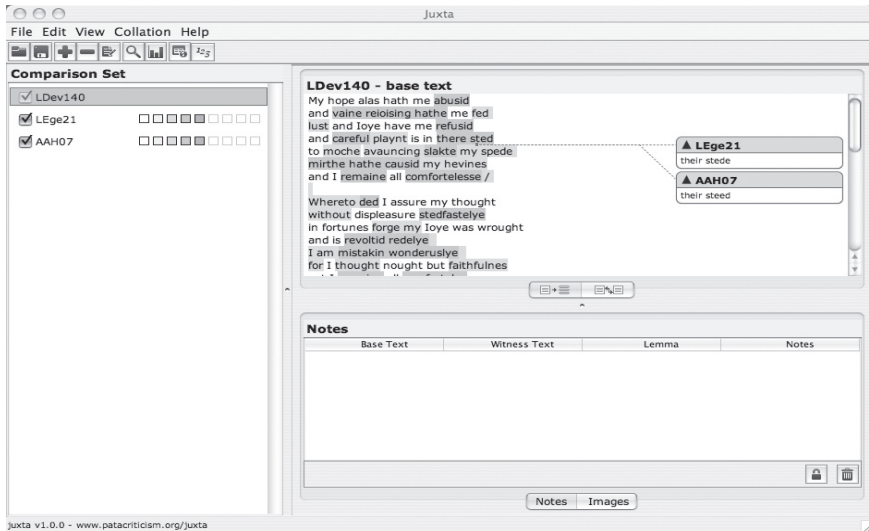 Juxta
File Edit View Collation Help
Comparison Set
LDev140
LEge21
AAH07
LDev140 - base text
My hope alas hath me abusid
and vaine reioising hathe me fed
lust and Ioye have me refusid
and careful playnt is in there sted
to moche avauncing slakte my spede
mirthe hathe causid my hevines
and I remaine all comfortelesse /
Whereto ded I assure my thought
without displeasure stedfastelye
in fortunes forge my Ioye was wrought
and is revoltid redelye
I am mistakin wonderuslye
for I thought nought but faithfulnes
▲ LEge21
their stede
▲ AAH07
their steed
Notes
Base Text Witness Text Lemma Notes
Notes Images
juxta v1.0.0 - www.patacriticism.org/juxta